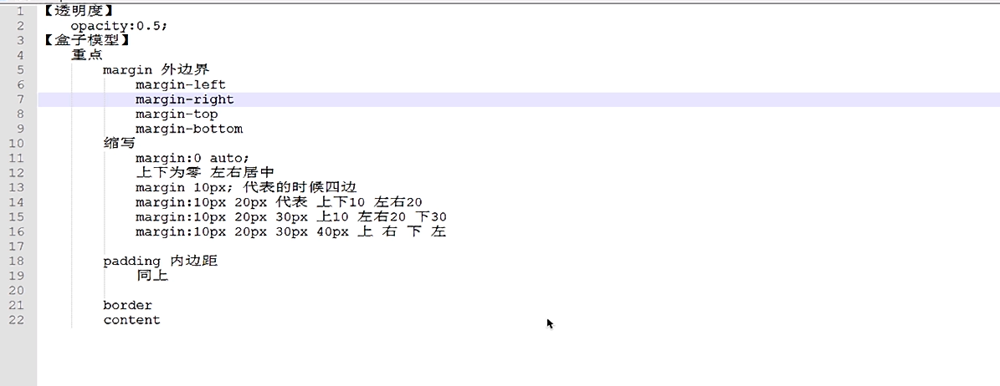 1 【透明度】
2 opacity:0.5;
3 【盒子模型】
4 重点
5 margin 外边界
6 margin-left
7 margin-right
8 margin-top
9 margin-bottom
10 缩写
11 margin:0 auto;
12 上下为零 左右居中
13 margin 10px; 代表的时候四边
14 margin:10px 20px 代表 上下10 左右20
15 margin:10px 20px 30px 上10 左右20 下30
16 margin:10px 20px 30px 40px 上 右 下 左
17
18 padding 内边距
19 同上
20
21 border
22 content